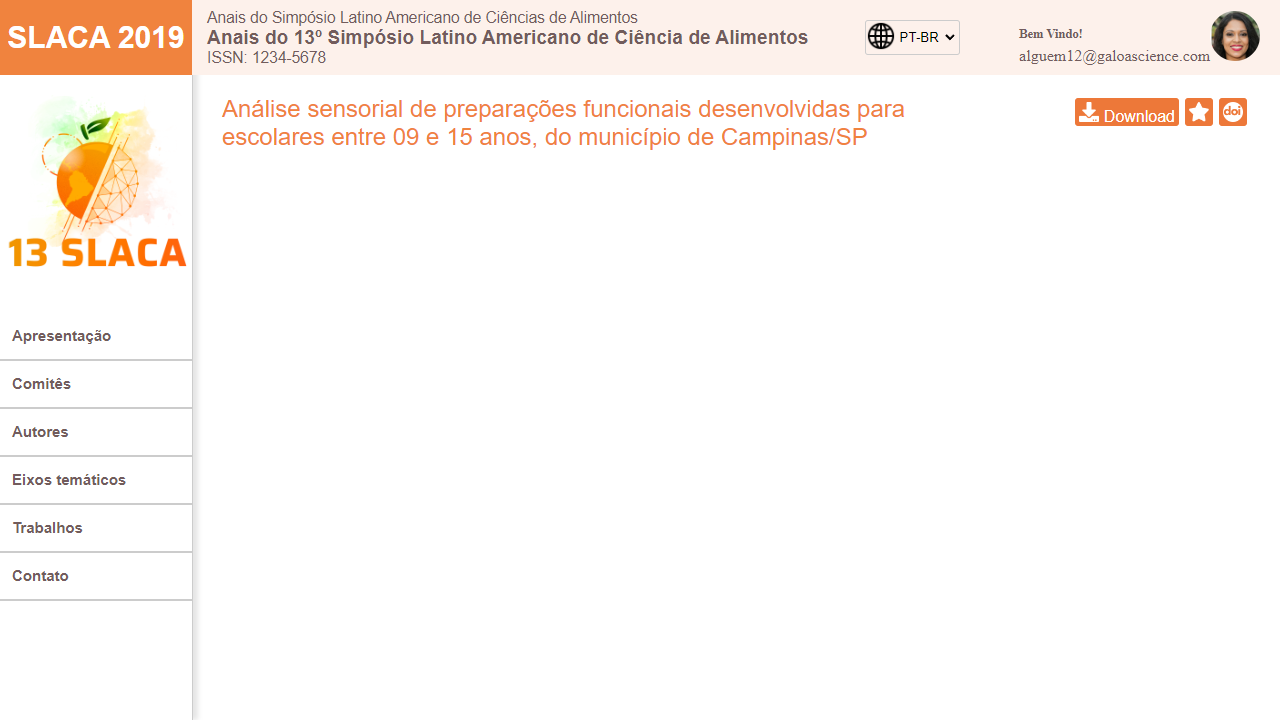 SLACA 2019
Anais do Simpósio Latino Americano de Ciências de Alimentos
Anais do 13º Simpósio Latino Americano de Ciência de Alimentos
ISSN: 1234-5678
PT-BR
Bem Vindo!
alguem12@galoascience.com
13 SLACA
Apresentação
Comitês
Autores
Eixos temáticos
Trabalhos
Contato
Análise sensorial de preparações funcionais desenvolvidas para
escolares entre 09 e 15 anos, do município de Campinas/SP
Download
doi